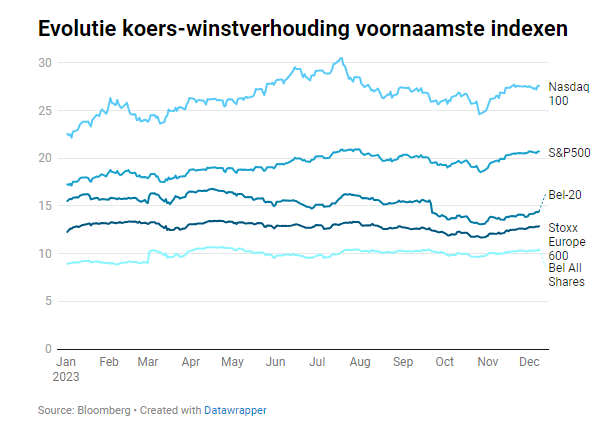 Evolutie koers-winstverhouding voornaamste indexen
30
25
20
15
10
5
0
Nasdaq
100
S&P500
Bel-20
Stoxx
Europe
600
Bel All
Shares
Jan Feb Mar Apr May Jun Jul Aug Sep Oct Nov Dec
2023
Source: Bloomberg • Created with Datawrapper